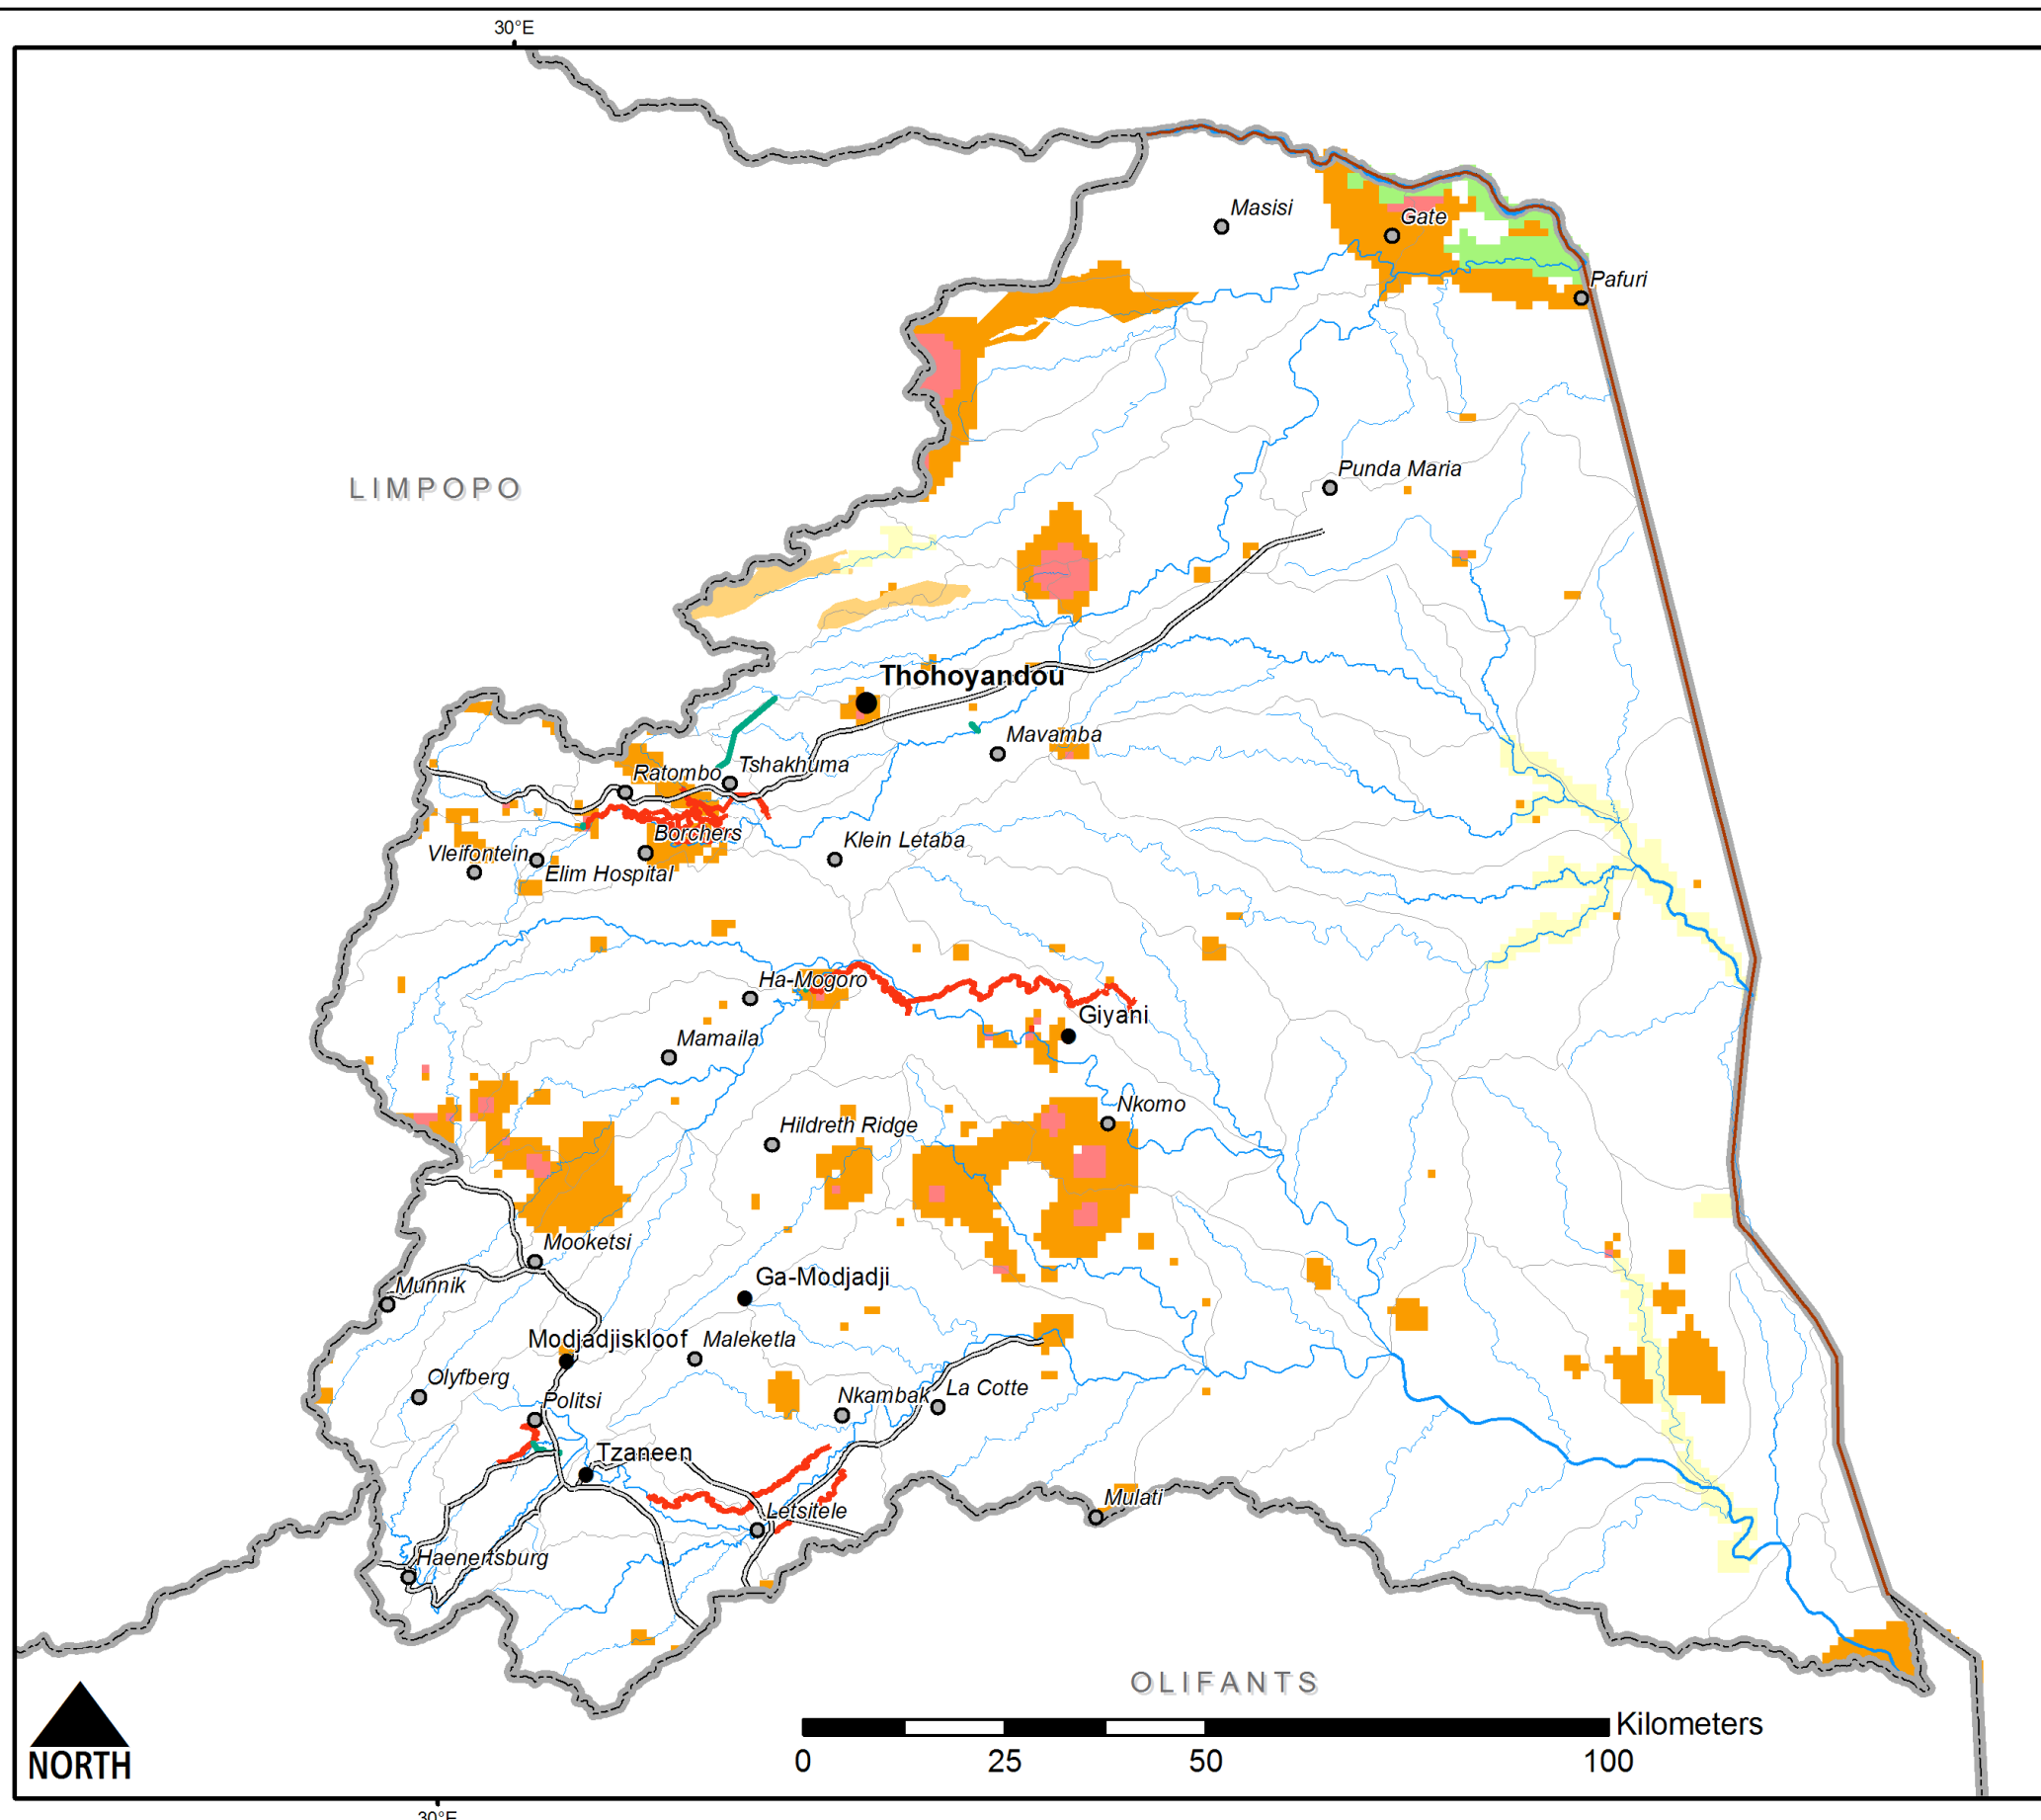 30°E
Masisi
Gate
Pafuri
Punda Maria
LIMPOPO
Thohoyandou
Mavamba
Ratombo
Tshakhuma
Borchers
Klein Letaba
Vleifontein
Elim Hospital
Ha-Mogoro
Giyani
Mamaila
Nkomo
Hildreth Ridge
Mooketsi
Ga-Modjadji
Munnik
Modjadjiskloof
Maleketla
Olyfberg
Politsi
Nkambak
La Cotte
Tzaneen
Letsitele
Mulati
Haenertsburg
OLIFANTS
NORTH
Kilometers
0 25 50 100
30°E